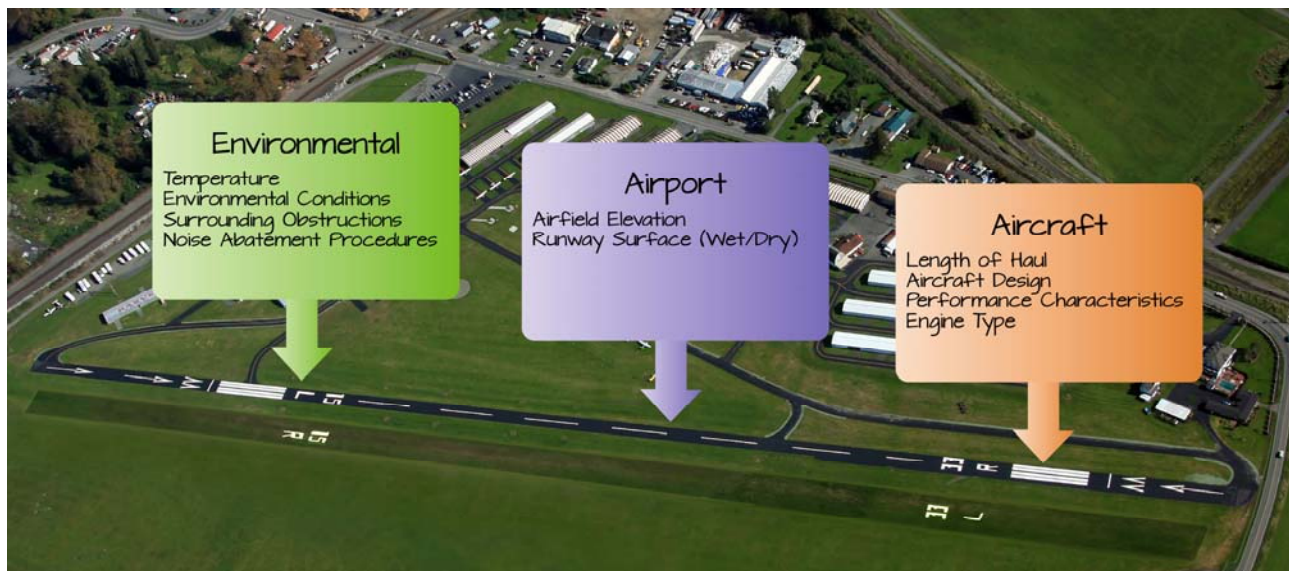 Environmental
Temperature
Environmental Conditions
Surrounding Obstructions
Noise Abatement Procedures
Airport
Airfield Elevation
Runway Surface (Wet/Dry)
Aircraft
Length of Haul
Aircraft Design
Performance Characteristics
Engine Type
15
L
15
R
33
R
33
L